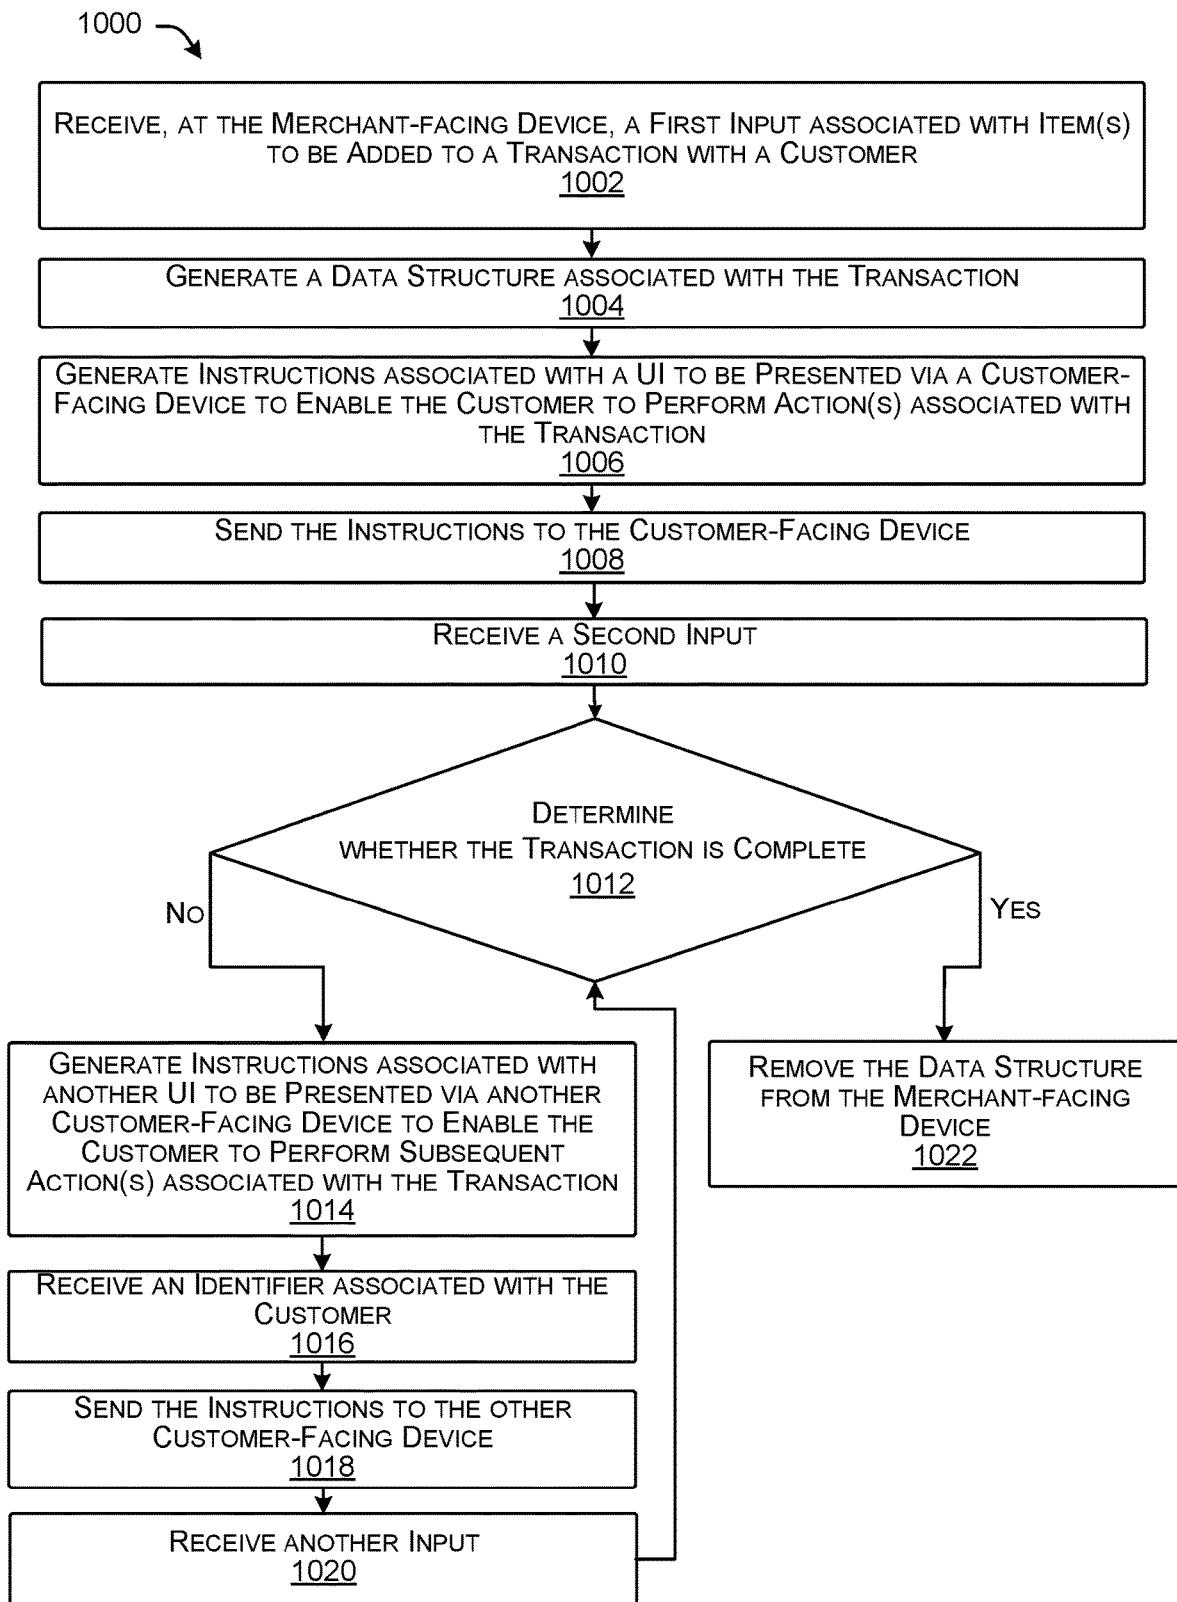 1000
RECEIVE, AT THE MERCHANT-FACING DEVICE, A FIRST INPUT ASSOCIATED WITH ITEM(S)
TO BE ADDED TO A TRANSACTION WITH A CUSTOMER
1002
GENERATE A DATA STRUCTURE ASSOCIATED WITH THE TRANSACTION
1004
GENERATE INSTRUCTIONS ASSOCIATED WITH A UI TO BE PRESENTED VIA A CUSTOMER-
FACING DEVICE TO ENABLE THE CUSTOMER TO PERFORM ACTION(S) ASSOCIATED WITH
THE TRANSACTION
1006
SEND THE INSTRUCTIONS TO THE CUSTOMER-FACING DEVICE
1008
RECEIVE A SECOND INPUT
1010
DETERMINE
WHETHER THE TRANSACTION IS COMPLETE
1012
NO
YES
GENERATE INSTRUCTIONS ASSOCIATED WITH
ANOTHER UI TO BE PRESENTED VIA ANOTHER
CUSTOMER-FACING DEVICE TO ENABLE THE
CUSTOMER TO PERFORM SUBSEQUENT
ACTION(S) ASSOCIATED WITH THE TRANSACTION
1014
RECEIVE AN IDENTIFIER ASSOCIATED WITH THE
CUSTOMER
1016
SEND THE INSTRUCTIONS TO THE OTHER
CUSTOMER-FACING DEVICE
1018
RECEIVE ANOTHER INPUT
1020
REMOVE THE DATA STRUCTURE
FROM THE MERCHANT-FACING
DEVICE
1022